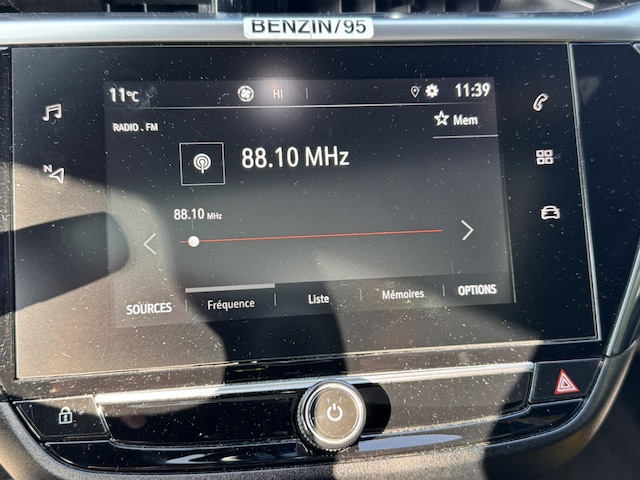 BENZIN/95
11°C HI 11:39
RADIO . FM
Mem
N
88.10 MHz
88.10 MHz
SOURCES Fréquence Liste Mémoires OPTIONS